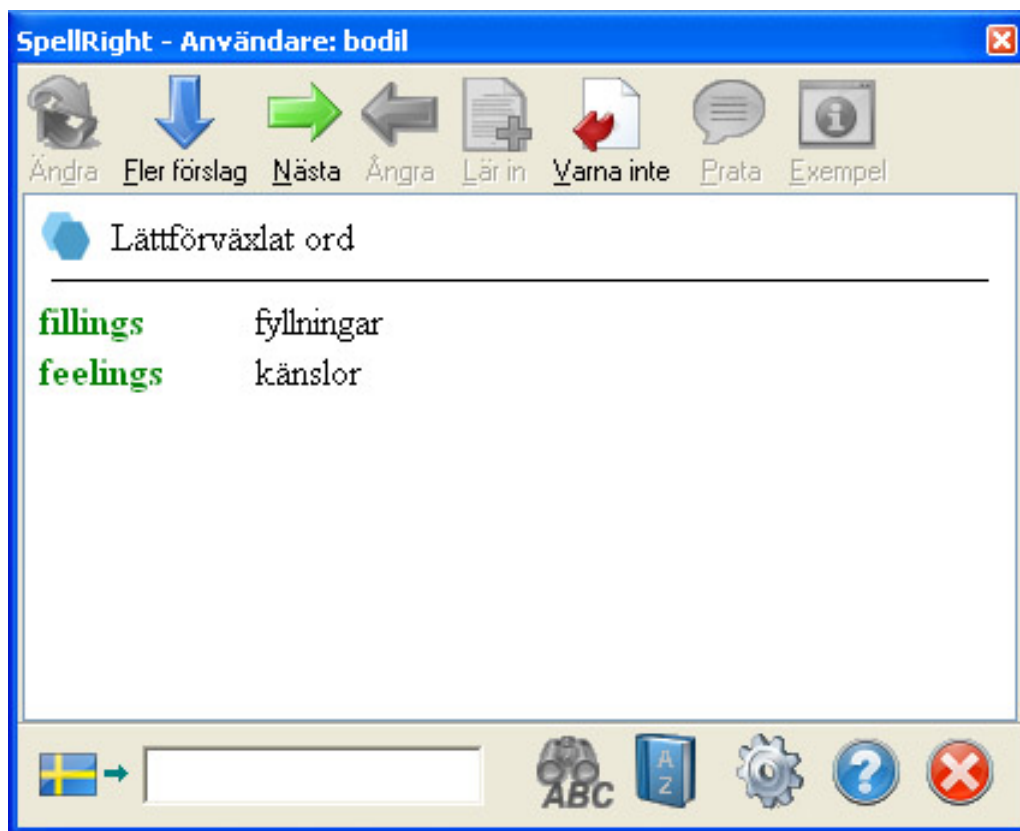 SpellRight - Användare: bodil
Ändra Fler förslag Nästa Ångra Lär in Varna inte Prata Exempel
Lättförväxlat ord
fillings fyllningar
feelings känslor
ABC A Z ?